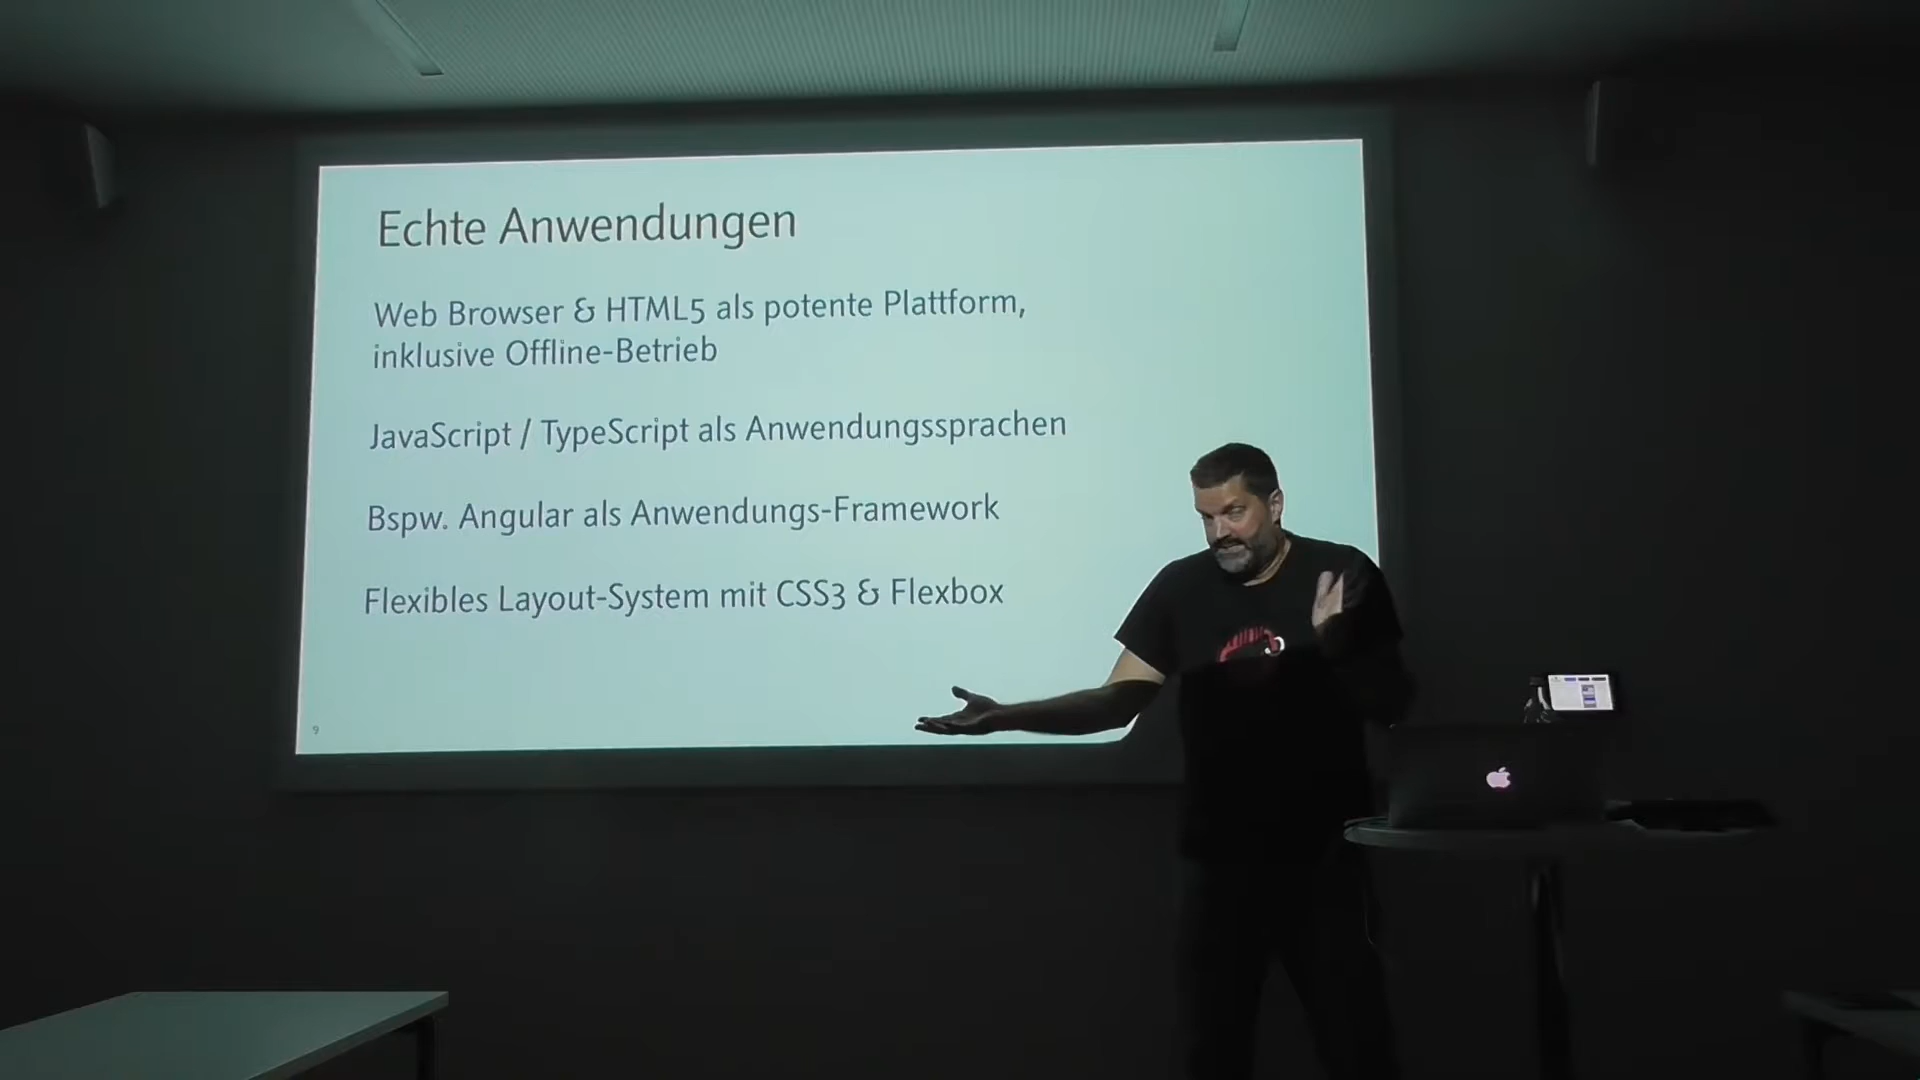 Echte Anwendungen
Web Browser & HTML5 als potente Plattform,
inklusive Offline-Betrieb
JavaScript / TypeScript als Anwendungssprachen
Bspw. Angular als Anwendungs-Framework
Flexibles Layout-System mit CSS3 & Flexbox
9